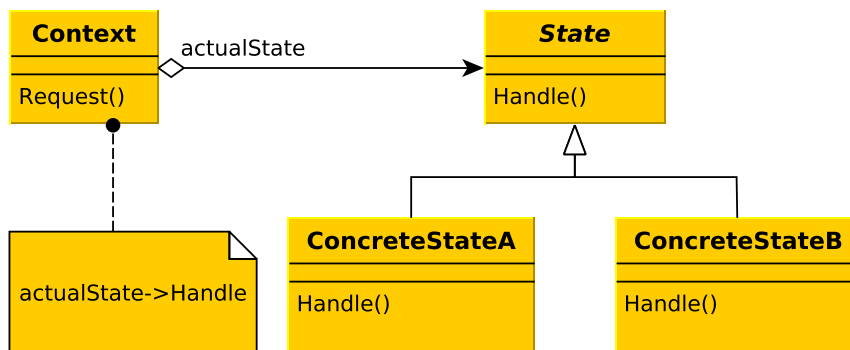 Context
actualState
State
Request()
Handle()
actualState->Handle
ConcreteStateA
ConcreteStateB
Handle()
Handle()